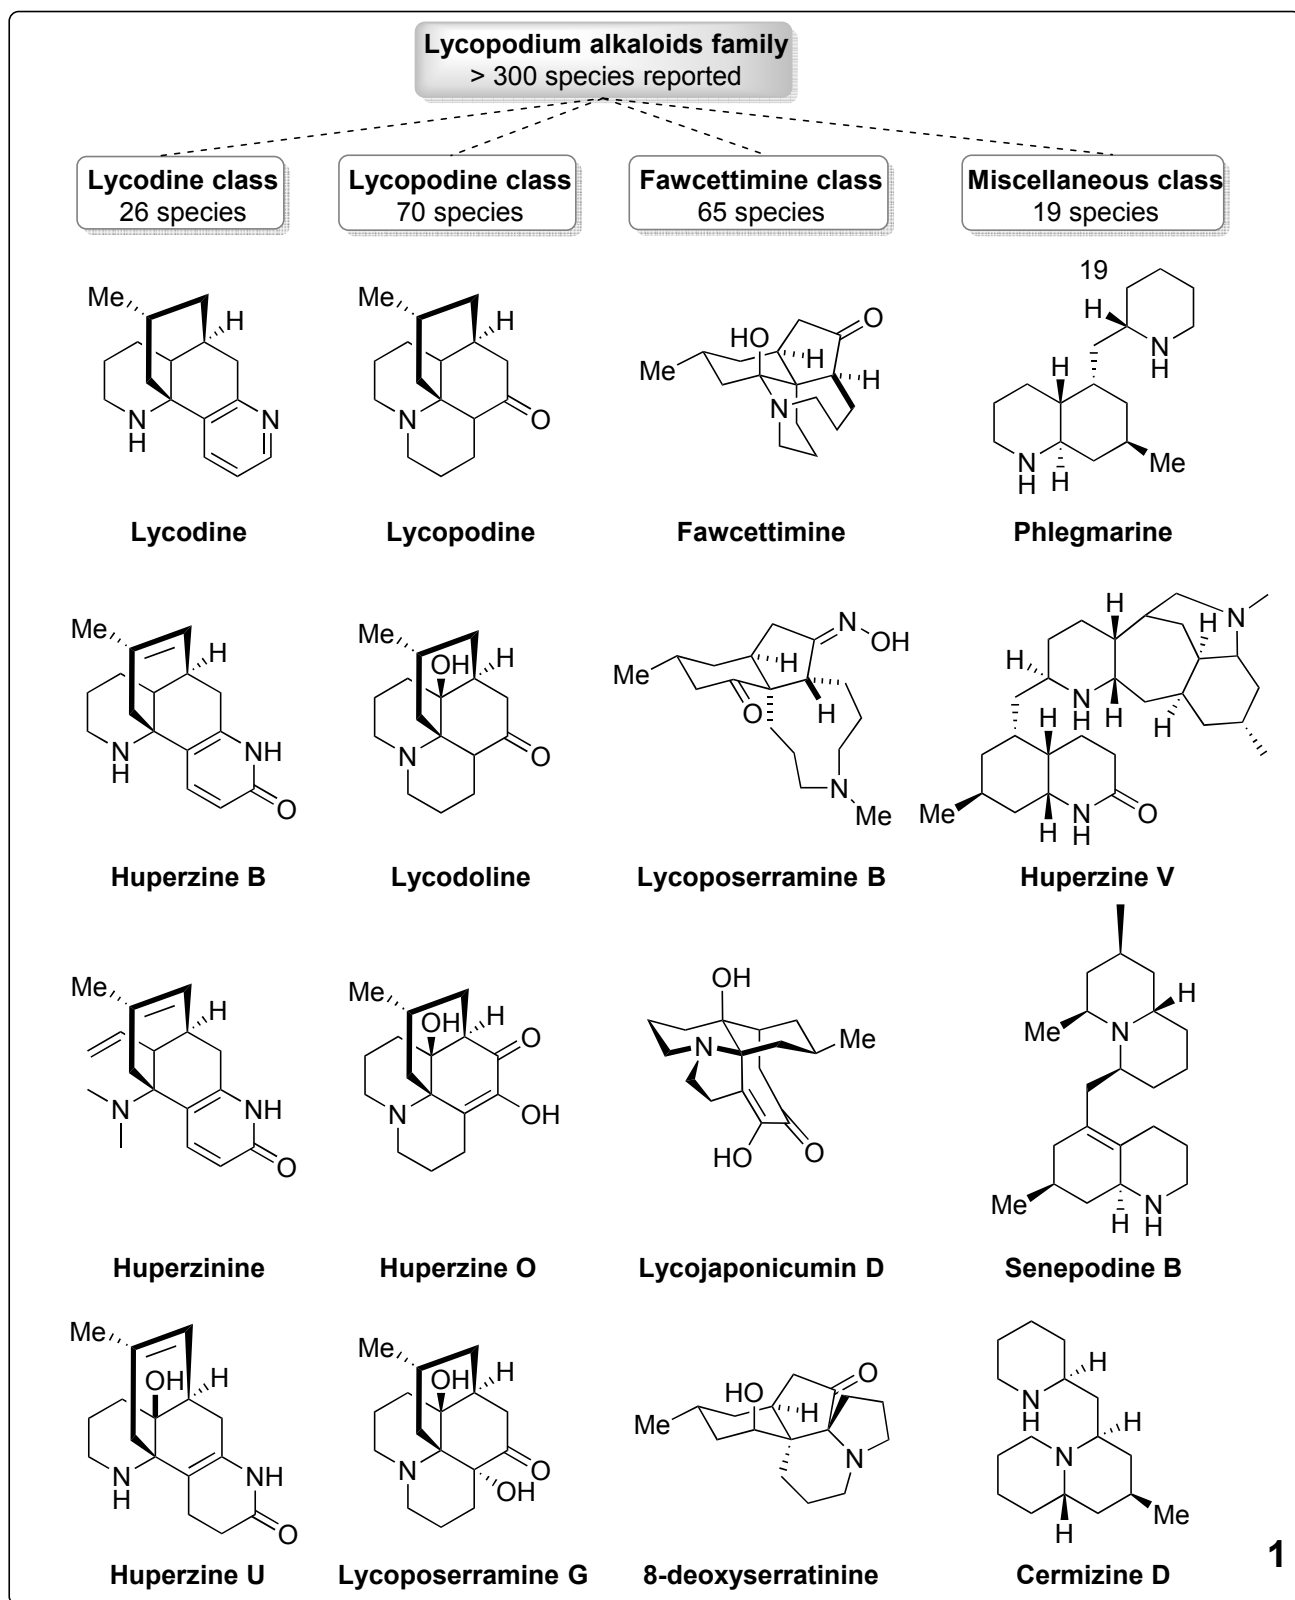 Lycopodium alkaloids family
> 300 species reported
Lycodine class
26 species
Lycopodine class
70 species
Fawcettimine class
65 species
Miscellaneous class
19 species
Me
H
N
H
N
Lycodine
Me
H
N
O
Lycopodine
HO
O
H
Me
H
N
Fawcettimine
19
H
N
H
H
N
H
H
Me
Phlegmarine
Me
H
N
H
NH
O
Huperzine B
Me
OH
H
N
O
Lycodoline
N
OH
H
Me
O
H
N
Me
Lycoposerramine B
H
N
H
H
N
H
H
H
H
Me
H
N
H
O
Huperzine V
Me
H
N
NH
O
Huperzinine
Me
OH
H
O
N
OH
Huperzine O
OH
N
Me
HO
O
Lycojaponicumin D
H
Me
N
Me
H
N
H
Senepodine B
Me
OH
H
N
H
NH
O
Huperzine U
Me
OH
H
N
O
OH
Lycoposerramine G
HO
O
H
Me
N
8-deoxyserratinine
H
N
H
H
N
Me
H
Cermizine D
1